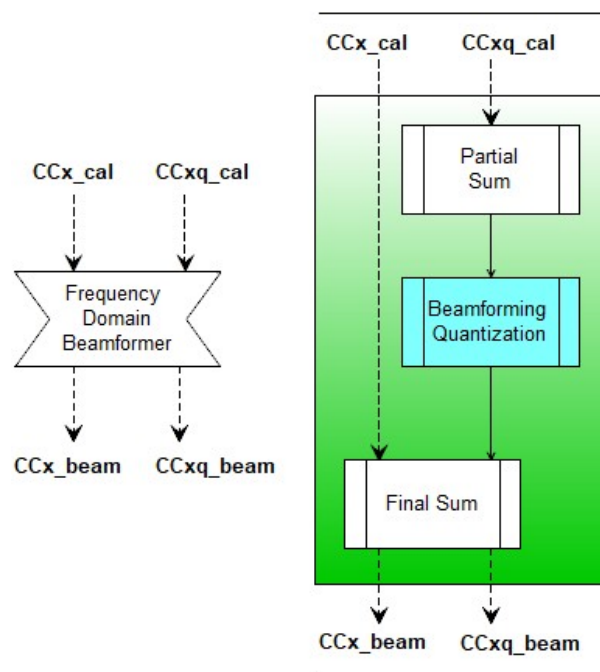 CCx_cal CCxq_cal
Frequency
Domain
Beamformer
CCx_beam CCxq_beam
CCx_cal CCxq_cal
Partial
Sum
Beamforming
Quantization
Final Sum
CCx_beam CCxq_beam